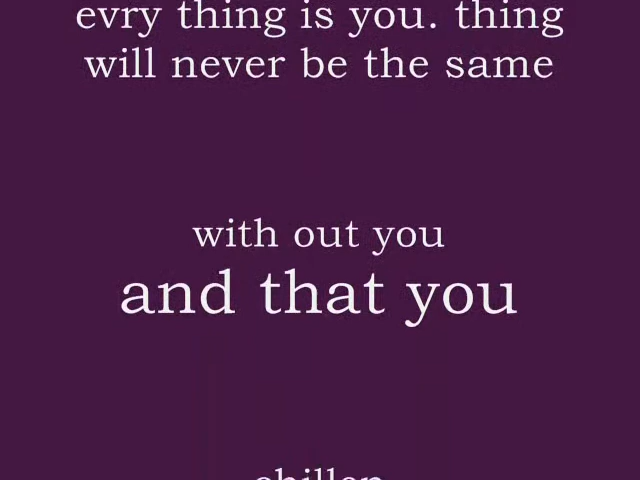 evry thing is you. thing
will never be the same
with out you
and that you